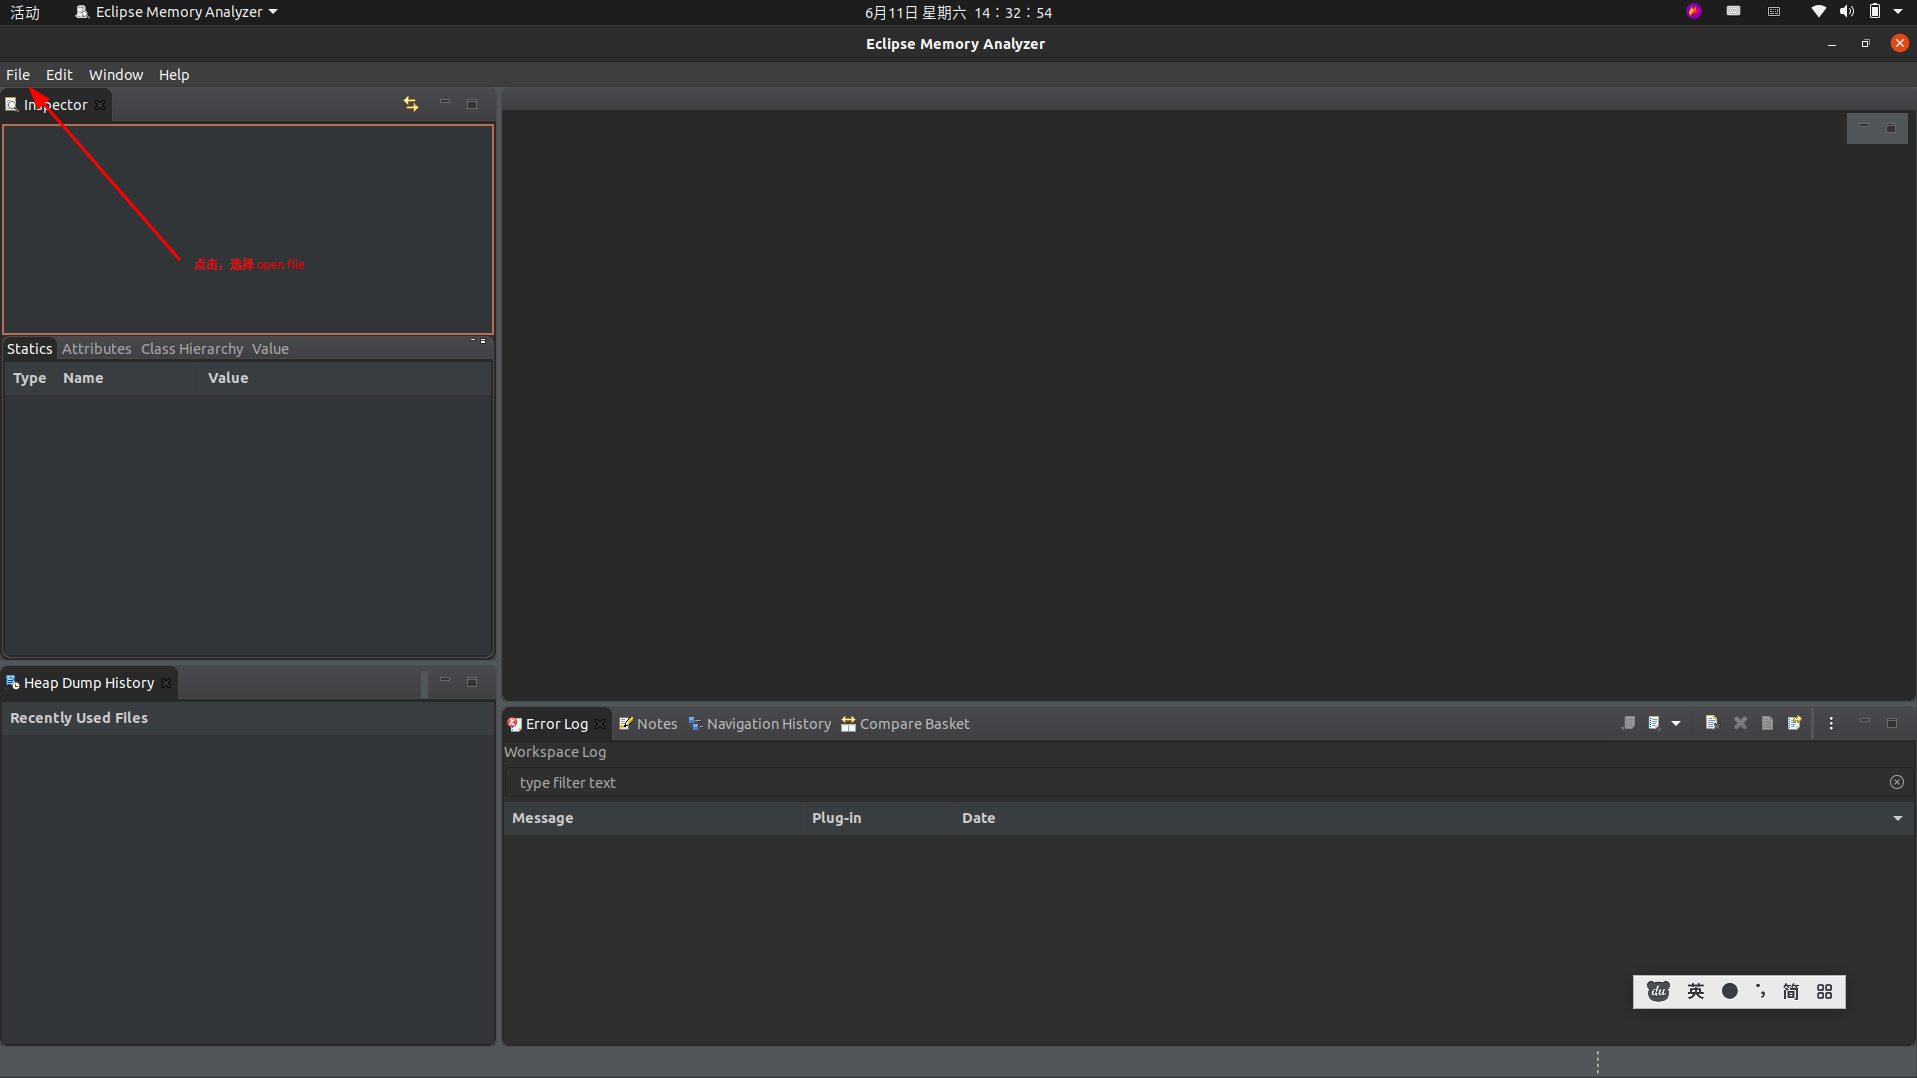 活动 Eclipse Memory Analyzer 6月11日 星期六 14：32：54
Eclipse Memory Analyzer
File Edit Window Help
Inspector
点击，选择 open file
Statics Attributes Class Hierarchy Value
Type Name Value
Heap Dump History
Recently Used Files
Error Log Notes Navigation History Compare Basket
Workspace Log
type filter text
Message Plug-in Date
du 英 简